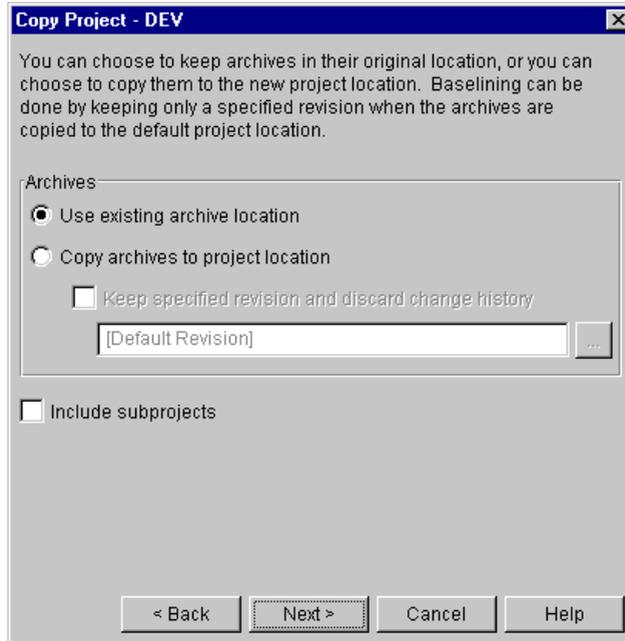 Copy Project - DEV
You can choose to keep archives in their original location, or you can
choose to copy them to the new project location.  Baselining can be
done by keeping only a specified revision when the archives are
copied to the default project location.
Archives
Use existing archive location
Copy archives to project location
Keep specified revision and discard change history
[Default Revision]
...
Include subprojects
< Back
Next >
Cancel
Help